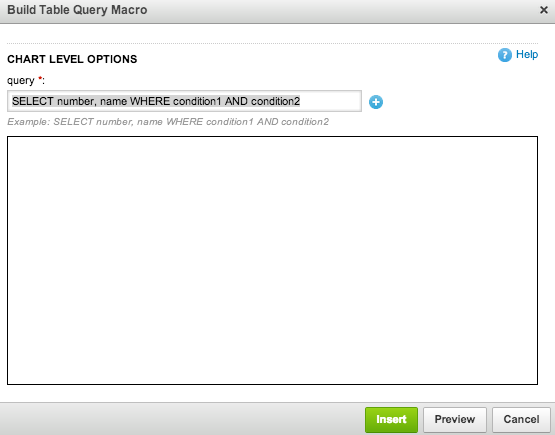 Build Table Query Macro
×
CHART LEVEL OPTIONS
? Help
query *:
SELECT number, name WHERE condition1 AND condition2
Example: SELECT number, name WHERE condition1 AND condition2
Insert Preview Cancel